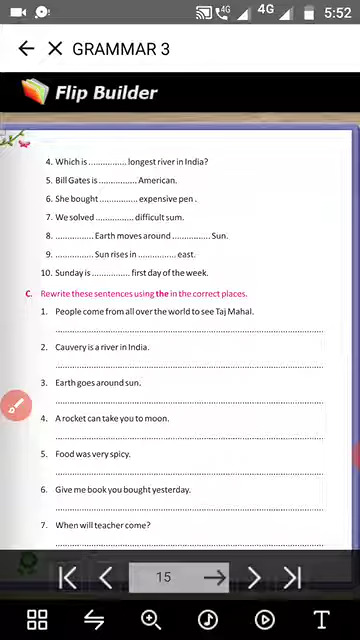 4G 4G 5:52
GRAMMAR 3
Flip Builder
4. Which is ............... longest river in India?
5. Bill Gates is ............... American.
6. She bought ............... expensive pen .
7. We solved ............... difficult sum.
8. ............... Earth moves around ............... Sun.
9. ............... Sun rises in ............... east.
10. Sunday is ............... first day of the week.
C. Rewrite these sentences using the in the correct places.
1. People come from all over the world to see Taj Mahal.
2. Cauvery is a river in India.
3. Earth goes around sun.
4. A rocket can take you to moon.
5. Food was very spicy.
6. Give me book you bought yesterday.
7. When will teacher come?
15
T